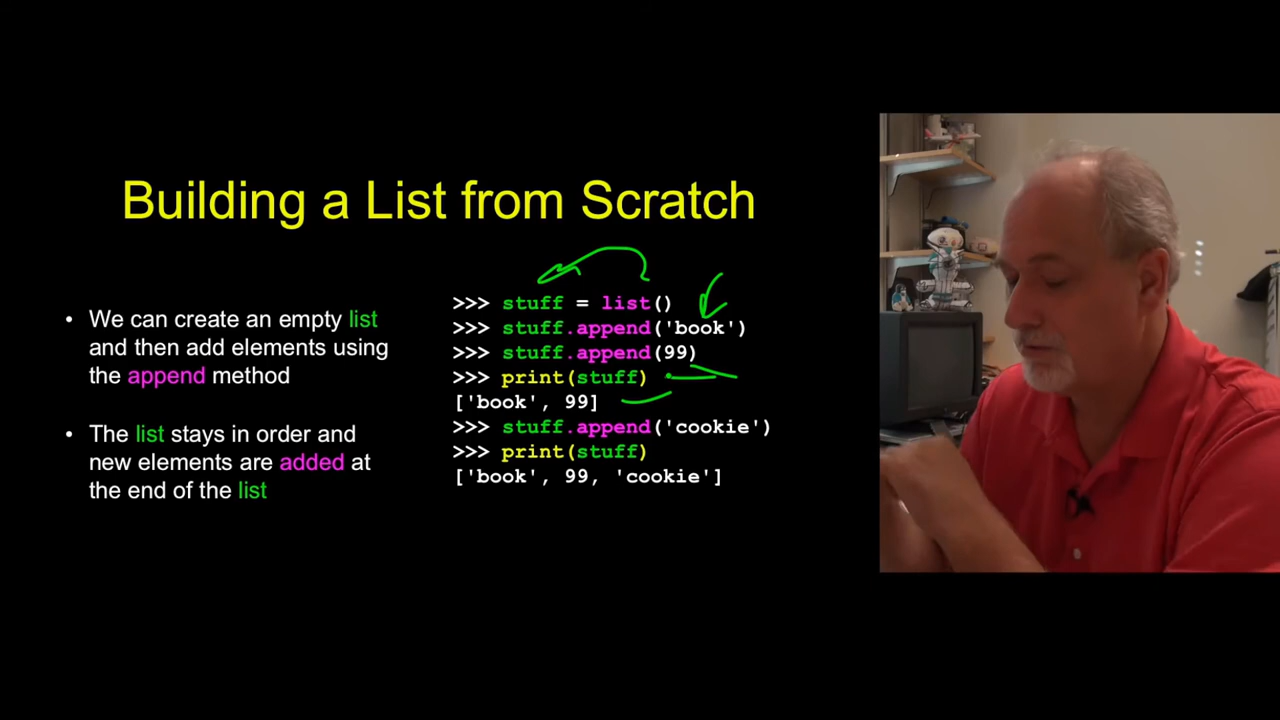 Building a List from Scratch
• We can create an empty list
and then add elements using
the append method
• The list stays in order and
new elements are added at
the end of the list
>>> stuff = list()
>>> stuff.append('book')
>>> stuff.append(99)
>>> print(stuff)
['book', 99]
>>> stuff.append('cookie')
>>> print(stuff)
['book', 99, 'cookie']